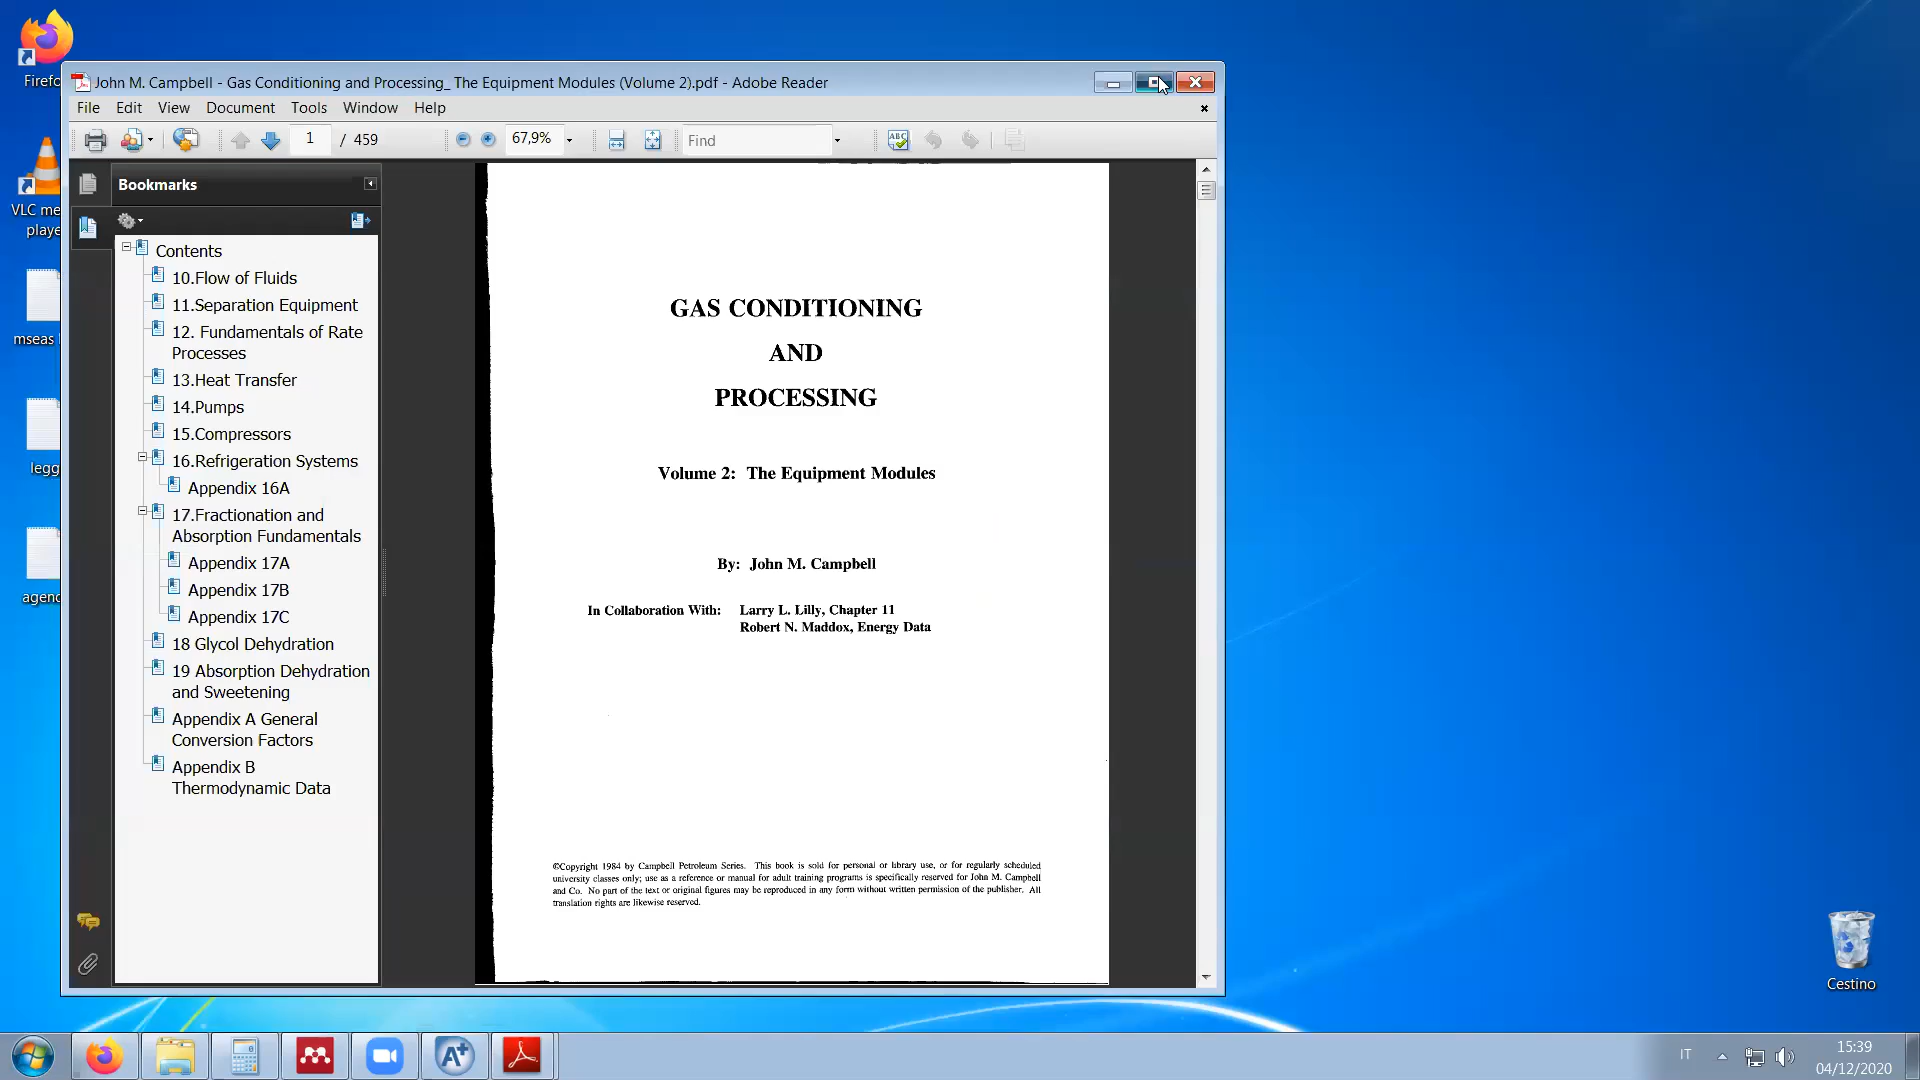 Firefo
VLC me
playe
mseas
legg
agen
John M. Campbell - Gas Conditioning and Processing_ The Equipment Modules (Volume 2).pdf - Adobe Reader
File Edit View Document Tools Window Help
1 / 459 67,9% Find
Bookmarks
Contents
10.Flow of Fluids
11.Separation Equipment
12. Fundamentals of Rate
Processes
13.Heat Transfer
14.Pumps
15.Compressors
16.Refrigeration Systems
Appendix 16A
17.Fractionation and
Absorption Fundamentals
Appendix 17A
Appendix 17B
Appendix 17C
18 Glycol Dehydration
19 Absorption Dehydration
and Sweetening
Appendix A General
Conversion Factors
Appendix B
Thermodynamic Data
GAS CONDITIONING
AND
PROCESSING
Volume 2: The Equipment Modules
By: John M. Campbell
In Collaboration With: Larry L. Lilly, Chapter 11
Robert N. Maddox, Energy Data
©Copyright 1984 by Campbell Petroleum Series. This book is sold for personal or library use, or for regularly scheduled
university classes only; use as a reference or manual for adult training programs is specifically reserved for John M. Campbell
and Co. No part of the text or original figures may be reproduced in any form without written permission of the publisher. All
translation rights are likewise reserved.
Cestino
IT
15:39
04/12/2020